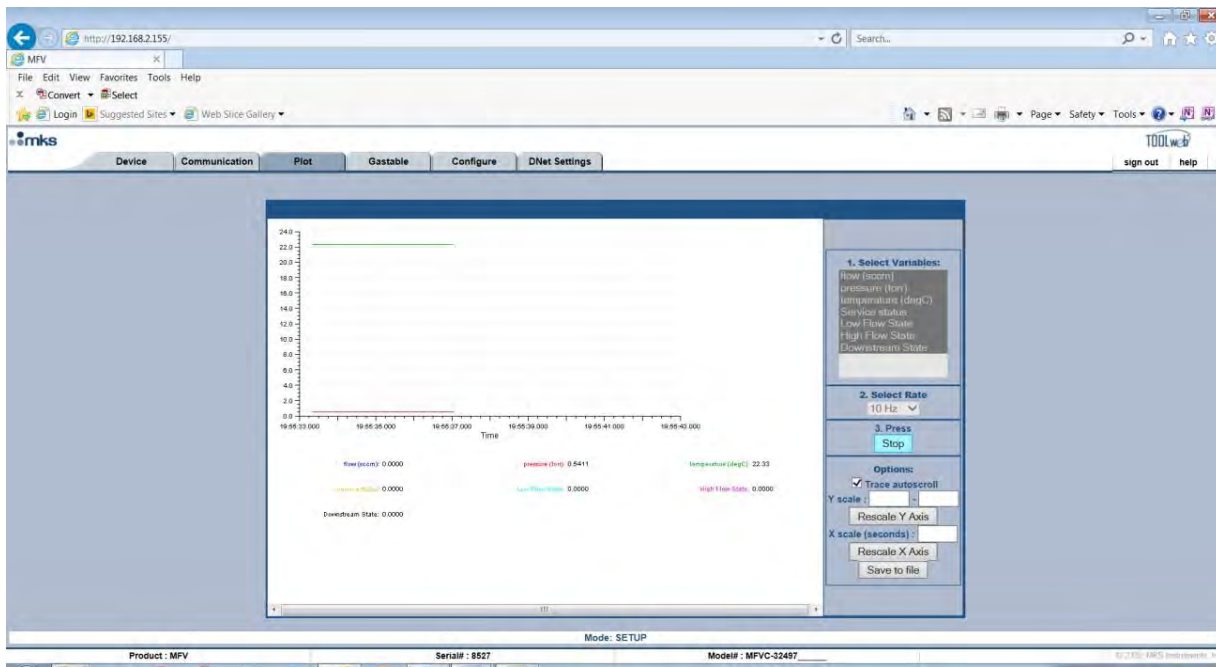 http://192.168.2.155/
Search...
MFV
File Edit View Favorites Tools Help
Convert Select
Login Suggested Sites Web Slice Gallery
Page Safety Tools
mks
TOOLweb
Device Communication Plot Gastable Configure DNet Settings
sign out help
24.0
22.0
20.0
18.0
16.0
14.0
12.0
10.0
8.0
6.0
4.0
2.0
0.0
19:55:33.000 19:55:35.000 19:55:37.000 19:55:39.000 19:55:41.000 19:55:43.000
Time
flow (sccm): 0.0000 pressure (torr): 0.5411 temperature (degC): 22.33
Service status: 0.0000 Low Flow State: 0.0000 High Flow State: 0.0000
Downstream State: 0.0000
1. Select Variables:
flow (sccm)
pressure (torr)
temperature (degC)
Service status
Low Flow State
High Flow State
Downstream State
2. Select Rate
10 Hz
3. Press
Stop
Options:
Trace autoscroll
Y scale : -
Rescale Y Axis
X scale (seconds) :
Rescale X Axis
Save to file
Mode: SETUP
Product : MFV Serial# : 8527 Model# : MFVC-32497_____
MKS Instruments